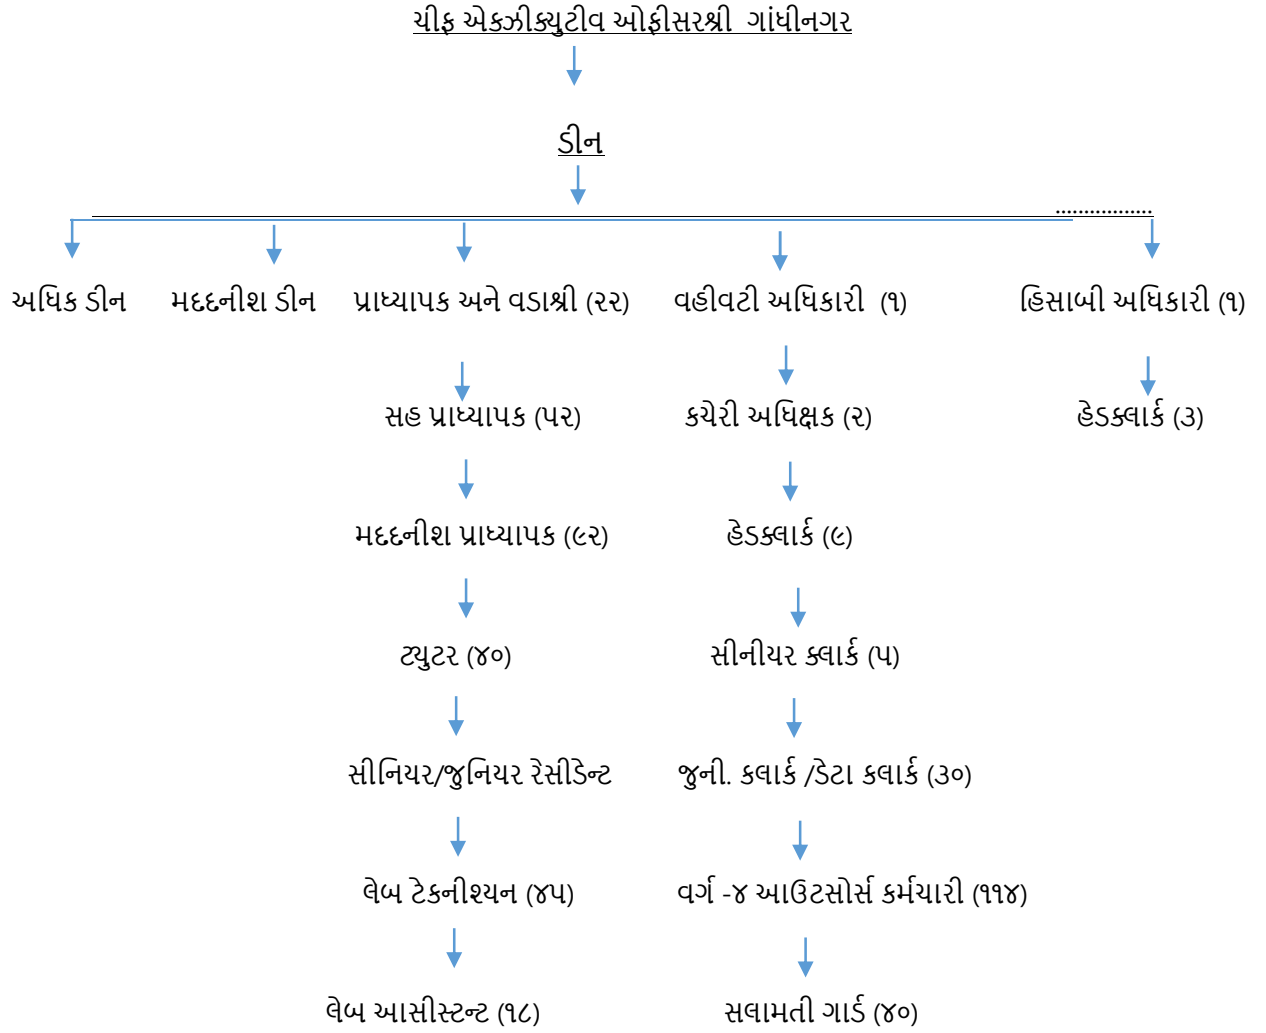 ચીફ એકઝીક્યુટીવ ઓફીસરશ્રી  ગાંધીનગર
ડીન
.................
અધિક ડીન મદદનીશ ડીન પ્રાધ્યાપક અને વડાશ્રી (૨૨) વહીવટી અધિકારી  (૧) હિસાબી અધિકારી (૧)
સહ પ્રાધ્યાપક (૫૨) કચેરી અધિક્ષક (૨) હેડક્લાર્ક (૩)
મદદનીશ પ્રાધ્યાપક (૯૨) હેડક્લાર્ક (૯)
ટ્યુટર (૪૦) સીનીયર ક્લાર્ક (૫)
સીનિયર/જુનિયર રેસીડેન્ટ જુની. કલાર્ક /ડેટા કલાર્ક (૩૦)
લેબ ટેકનીશ્યન (૪૫) વર્ગ -૪ આઉટસોર્સ કર્મચારી (૧૧૪)
લેબ આસીસ્ટન્ટ (૧૮) સલામતી ગાર્ડ (૪૦)